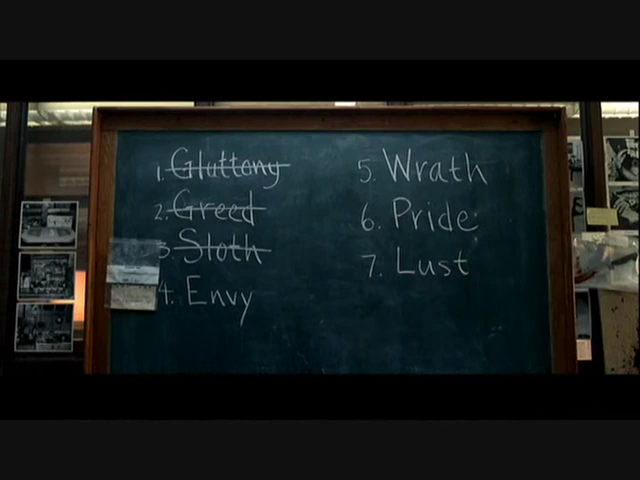 1. Gluttony
2. Greed
3. Sloth
4. Envy
5. Wrath
6. Pride
7. Lust